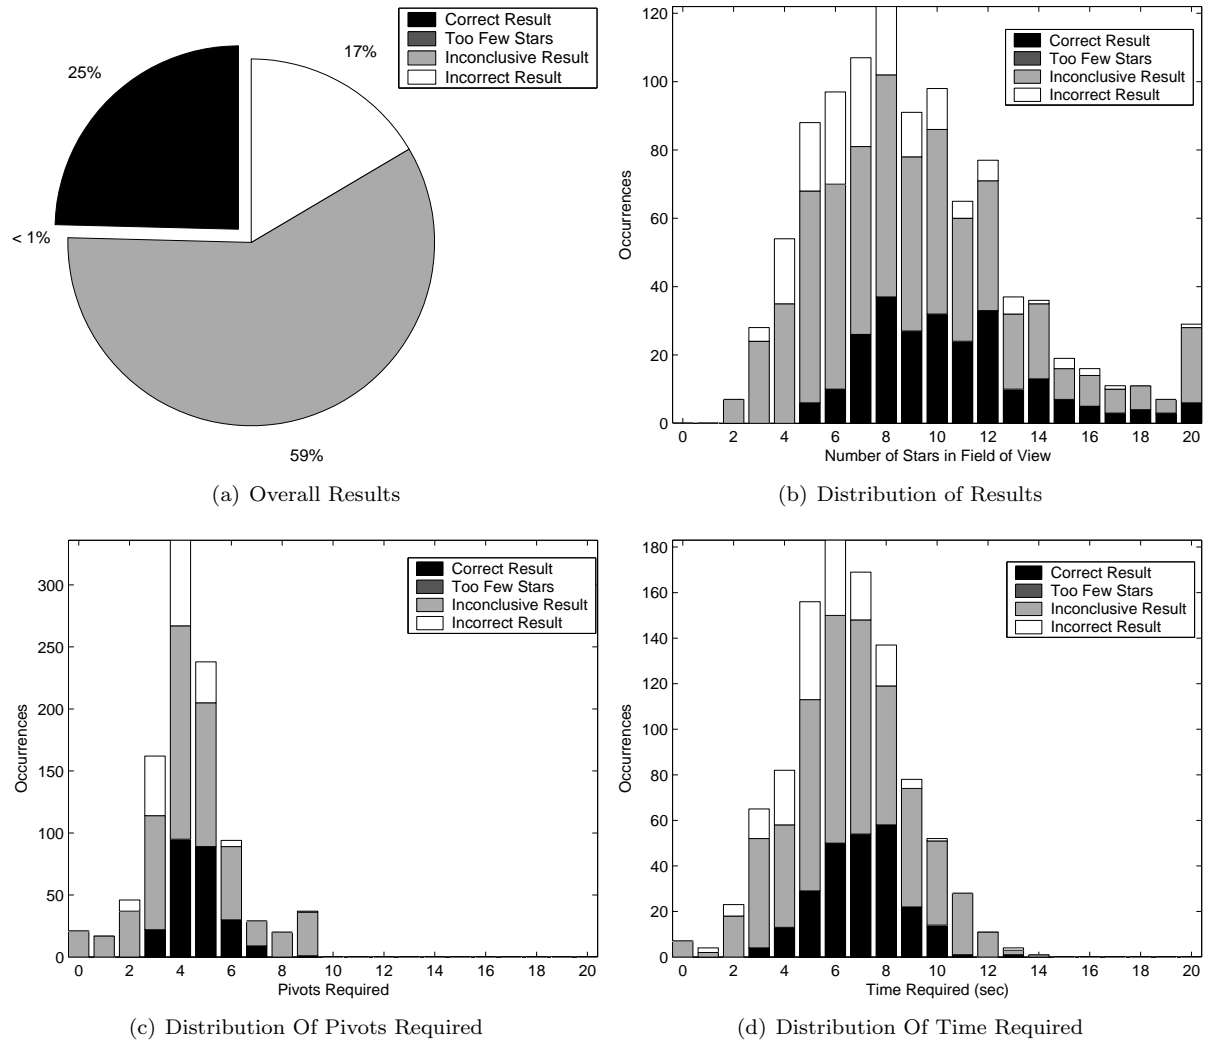 Correct Result
Too Few Stars
Inconclusive Result
Incorrect Result
17%
25%
< 1%
59%
(a) Overall Results
120
100
80
60
40
20
0
Occurrences
Correct Result
Too Few Stars
Inconclusive Result
Incorrect Result
0 2 4 6 8 10 12 14 16 18 20
Number of Stars in Field of View
(b) Distribution of Results
300
250
200
150
100
50
0
Occurrences
Correct Result
Too Few Stars
Inconclusive Result
Incorrect Result
0 2 4 6 8 10 12 14 16 18 20
Pivots Required
(c) Distribution Of Pivots Required
180
160
140
120
100
80
60
40
20
0
Occurrences
Correct Result
Too Few Stars
Inconclusive Result
Incorrect Result
0 2 4 6 8 10 12 14 16 18 20
Time Required (sec)
(d) Distribution Of Time Required